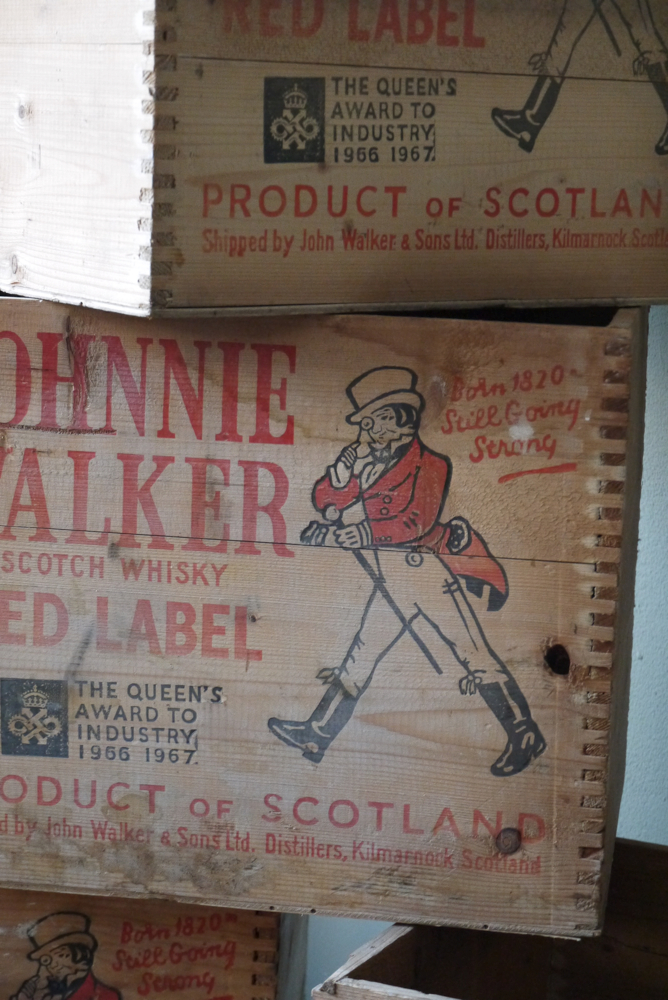 RED LABEL
THE QUEEN'S
AWARD TO
INDUSTRY
1966 1967.
PRODUCT OF SCOTLAN
Shipped by John Walker & Sons Ltd. Distillers, Kilmarnock. Scotl
OHNNIE
WALKER
SCOTCH WHISKY
ED LABEL
Born 1820-
Still Going
Strong
THE QUEEN'S
AWARD TO
INDUSTRY
1966 1967.
ODUCT OF SCOTLAND
d by John Walker & Sons Ltd. Distillers, Kilmarnock Scotland
Born 1820-
Still Going
Strong